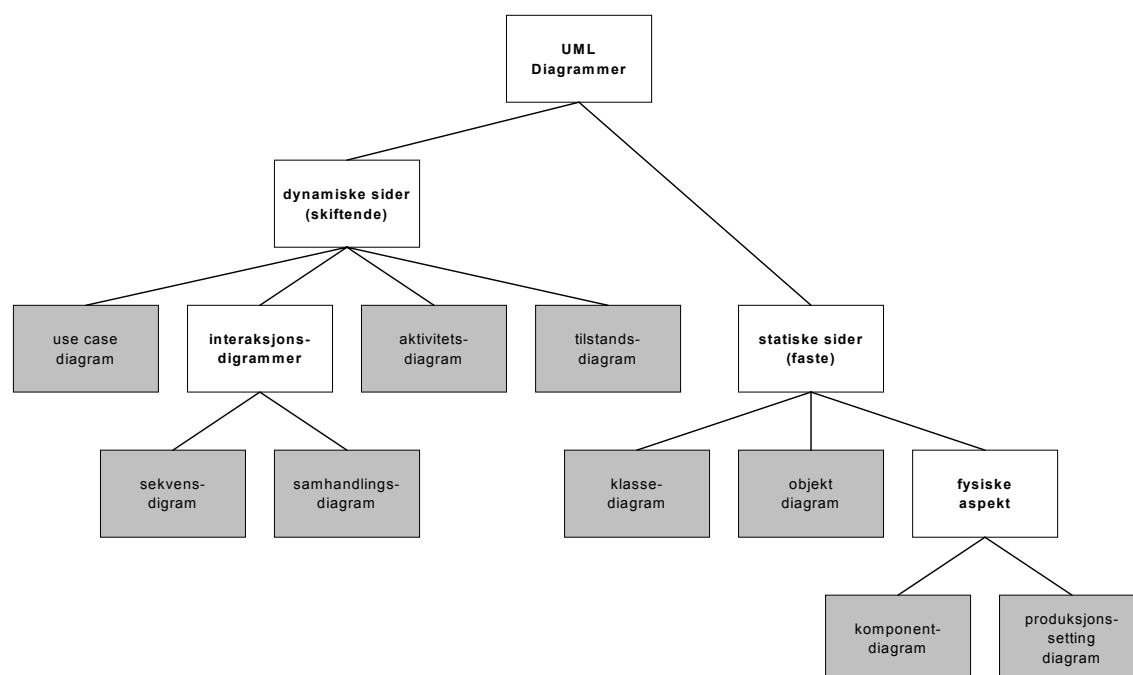 UML
Diagrammer
dynamiske sider
(skiftende)
use case
diagram
interaksjons-
digrammer
aktivitets-
diagram
tilstands-
diagram
statiske sider
(faste)
sekvens-
digram
samhandlings-
diagram
klasse-
diagram
objekt
diagram
fysiske
aspekt
komponent-
diagram
produksjons-
setting
diagram